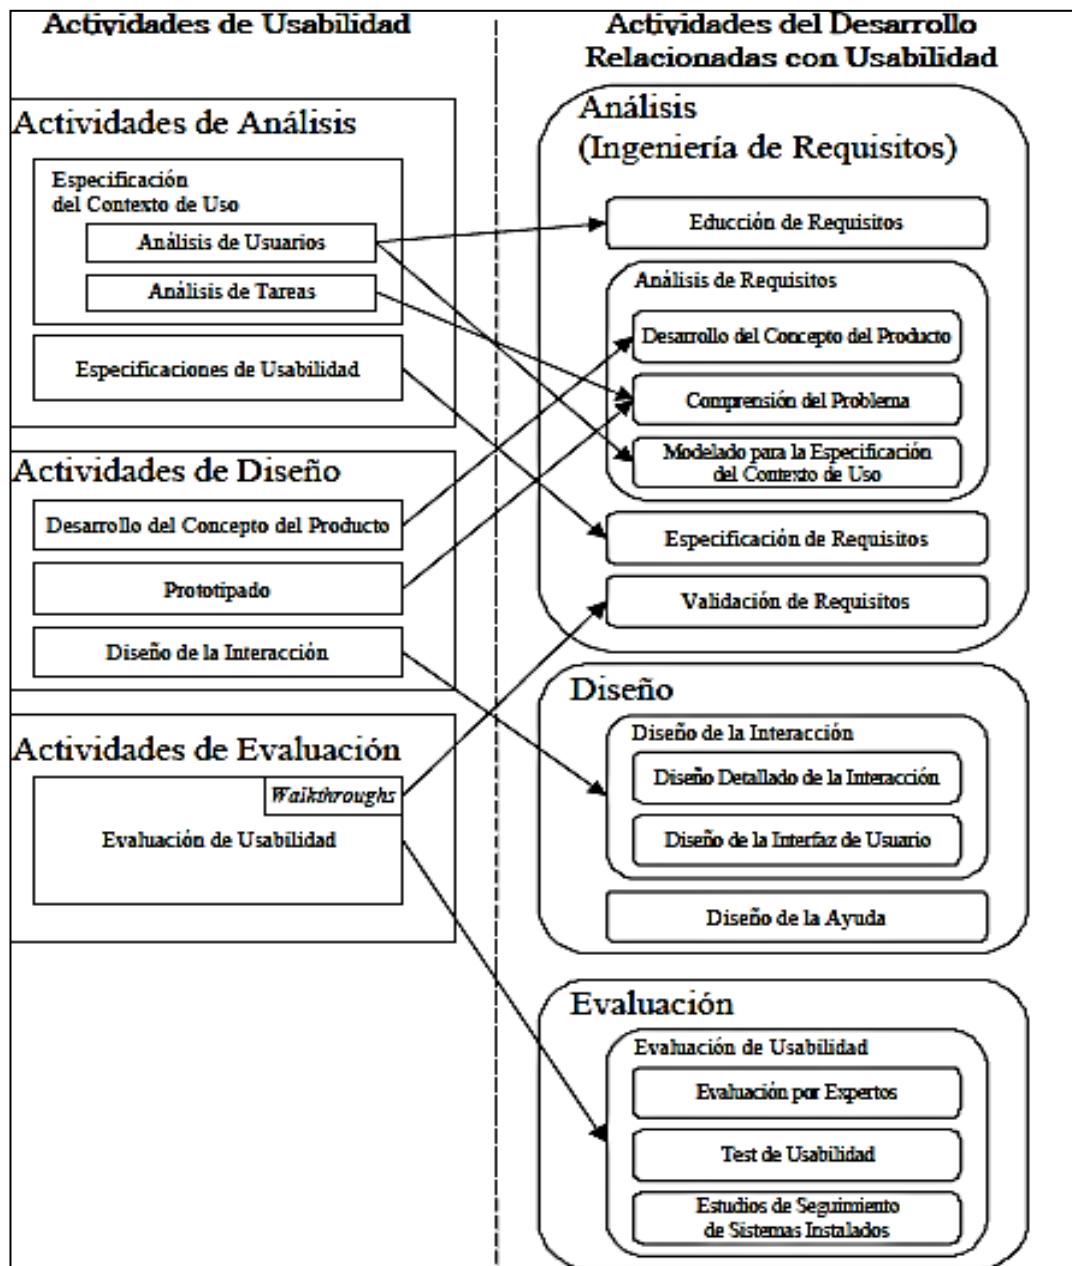 Actividades de Usabilidad
Actividades de Análisis
Especificación
del Contexto de Uso
Análisis de Usuarios
Análisis de Tareas
Especificaciones de Usabilidad
Actividades de Diseño
Desarrollo del Concepto del Producto
Prototipado
Diseño de la Interacción
Actividades de Evaluación
Walkthroughs
Evaluación de Usabilidad
Actividades del Desarrollo
Relacionadas con Usabilidad
Análisis
(Ingeniería de Requisitos)
Educción de Requisitos
Análisis de Requisitos
Desarrollo del Concepto del Producto
Comprensión del Problema
Modelado para la Especificación
del Contexto de Uso
Especificación de Requisitos
Validación de Requisitos
Diseño
Diseño de la Interacción
Diseño Detallado de la Interacción
Diseño de la Interfaz de Usuario
Diseño de la Ayuda
Evaluación
Evaluación de Usabilidad
Evaluación por Expertos
Test de Usabilidad
Estudios de Seguimiento
de Sistemas Instalados